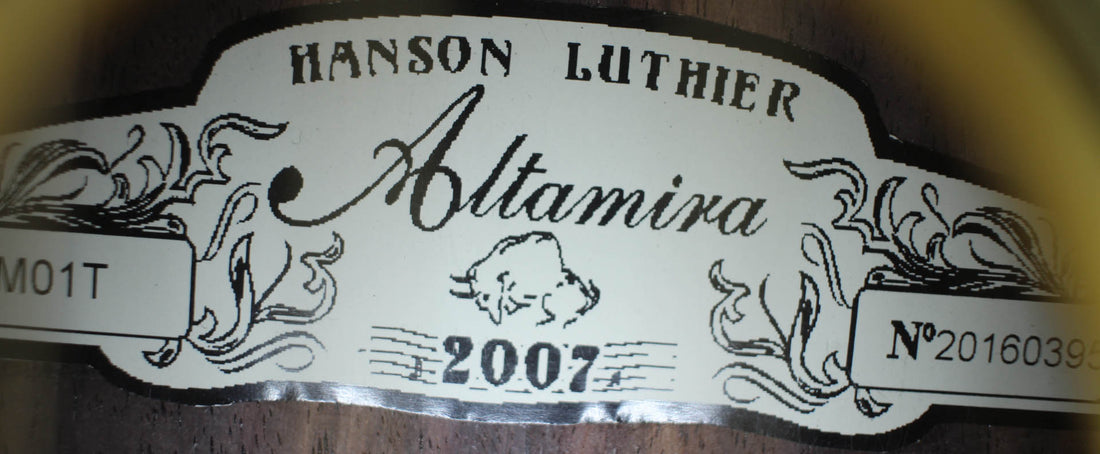 HANSON LUTHIER
Altamira
M01T
2007
Nº2016039